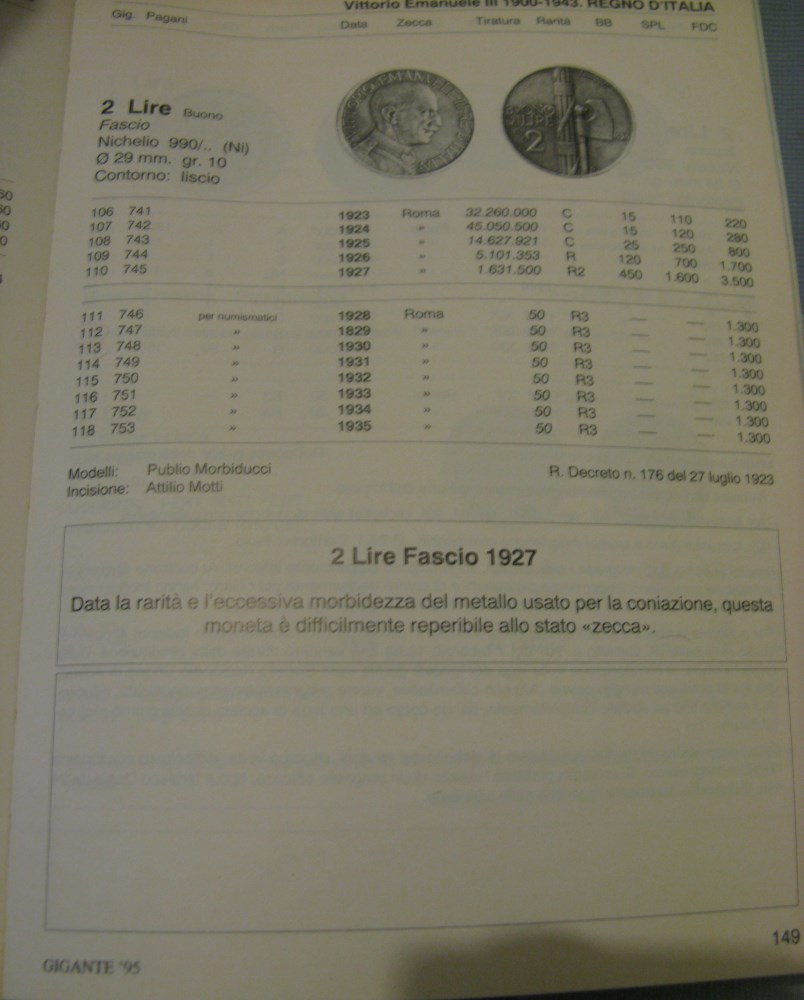 Vittorio Emanuele III 1900-1943. REGNO D'ITALIA
Gig. Pagani Data Zecca Tiratura Rarità BB SPL FDC
2 Lire Buono
Fascio
Nichelio 990/.. (Ni)
Ø 29 mm. gr. 10
Contorno: liscio
106 741 1923 Roma 32.260.000 C 15 110 220
107 742 1924 » 45.050.500 C 15 120 280
108 743 1925 » 14.627.921 C 25 250 800
109 744 1926 » 5.101.353 R 120 700 1.700
110 745 1927 » 1.631.500 R2 450 1.600 3.500
111 746 per numismatici 1928 Roma 50 R3 — — 1.300
112 747 » 1829 » 50 R3 — — 1.300
113 748 » 1930 » 50 R3 — — 1.300
114 749 » 1931 » 50 R3 — — 1.300
115 750 » 1932 » 50 R3 — — 1.300
116 751 » 1933 » 50 R3 — — 1.300
117 752 » 1934 » 50 R3 — — 1.300
118 753 » 1935 » 50 R3 — — 1.300
Modelli: Publio Morbiducci
Incisione: Attilio Motti
R. Decreto n. 176 del 27 luglio 1923
2 Lire Fascio 1927
Data la rarità e l'eccessiva morbidezza del metallo usato per la coniazione, questa
moneta è difficilmente reperibile allo stato «zecca».
149
GIGANTE '95